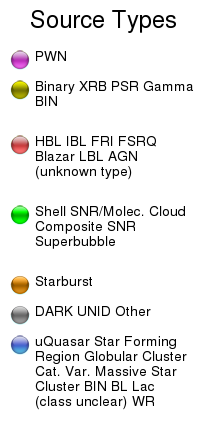 Source Types
PWN
Binary XRB PSR Gamma
BIN
HBL IBL FRI FSRQ
Blazar LBL AGN
(unknown type)
Shell SNR/Molec. Cloud
Composite SNR
Superbubble
Starburst
DARK UNID Other
uQuasar Star Forming
Region Globular Cluster
Cat. Var. Massive Star
Cluster BIN BL Lac
(class unclear) WR